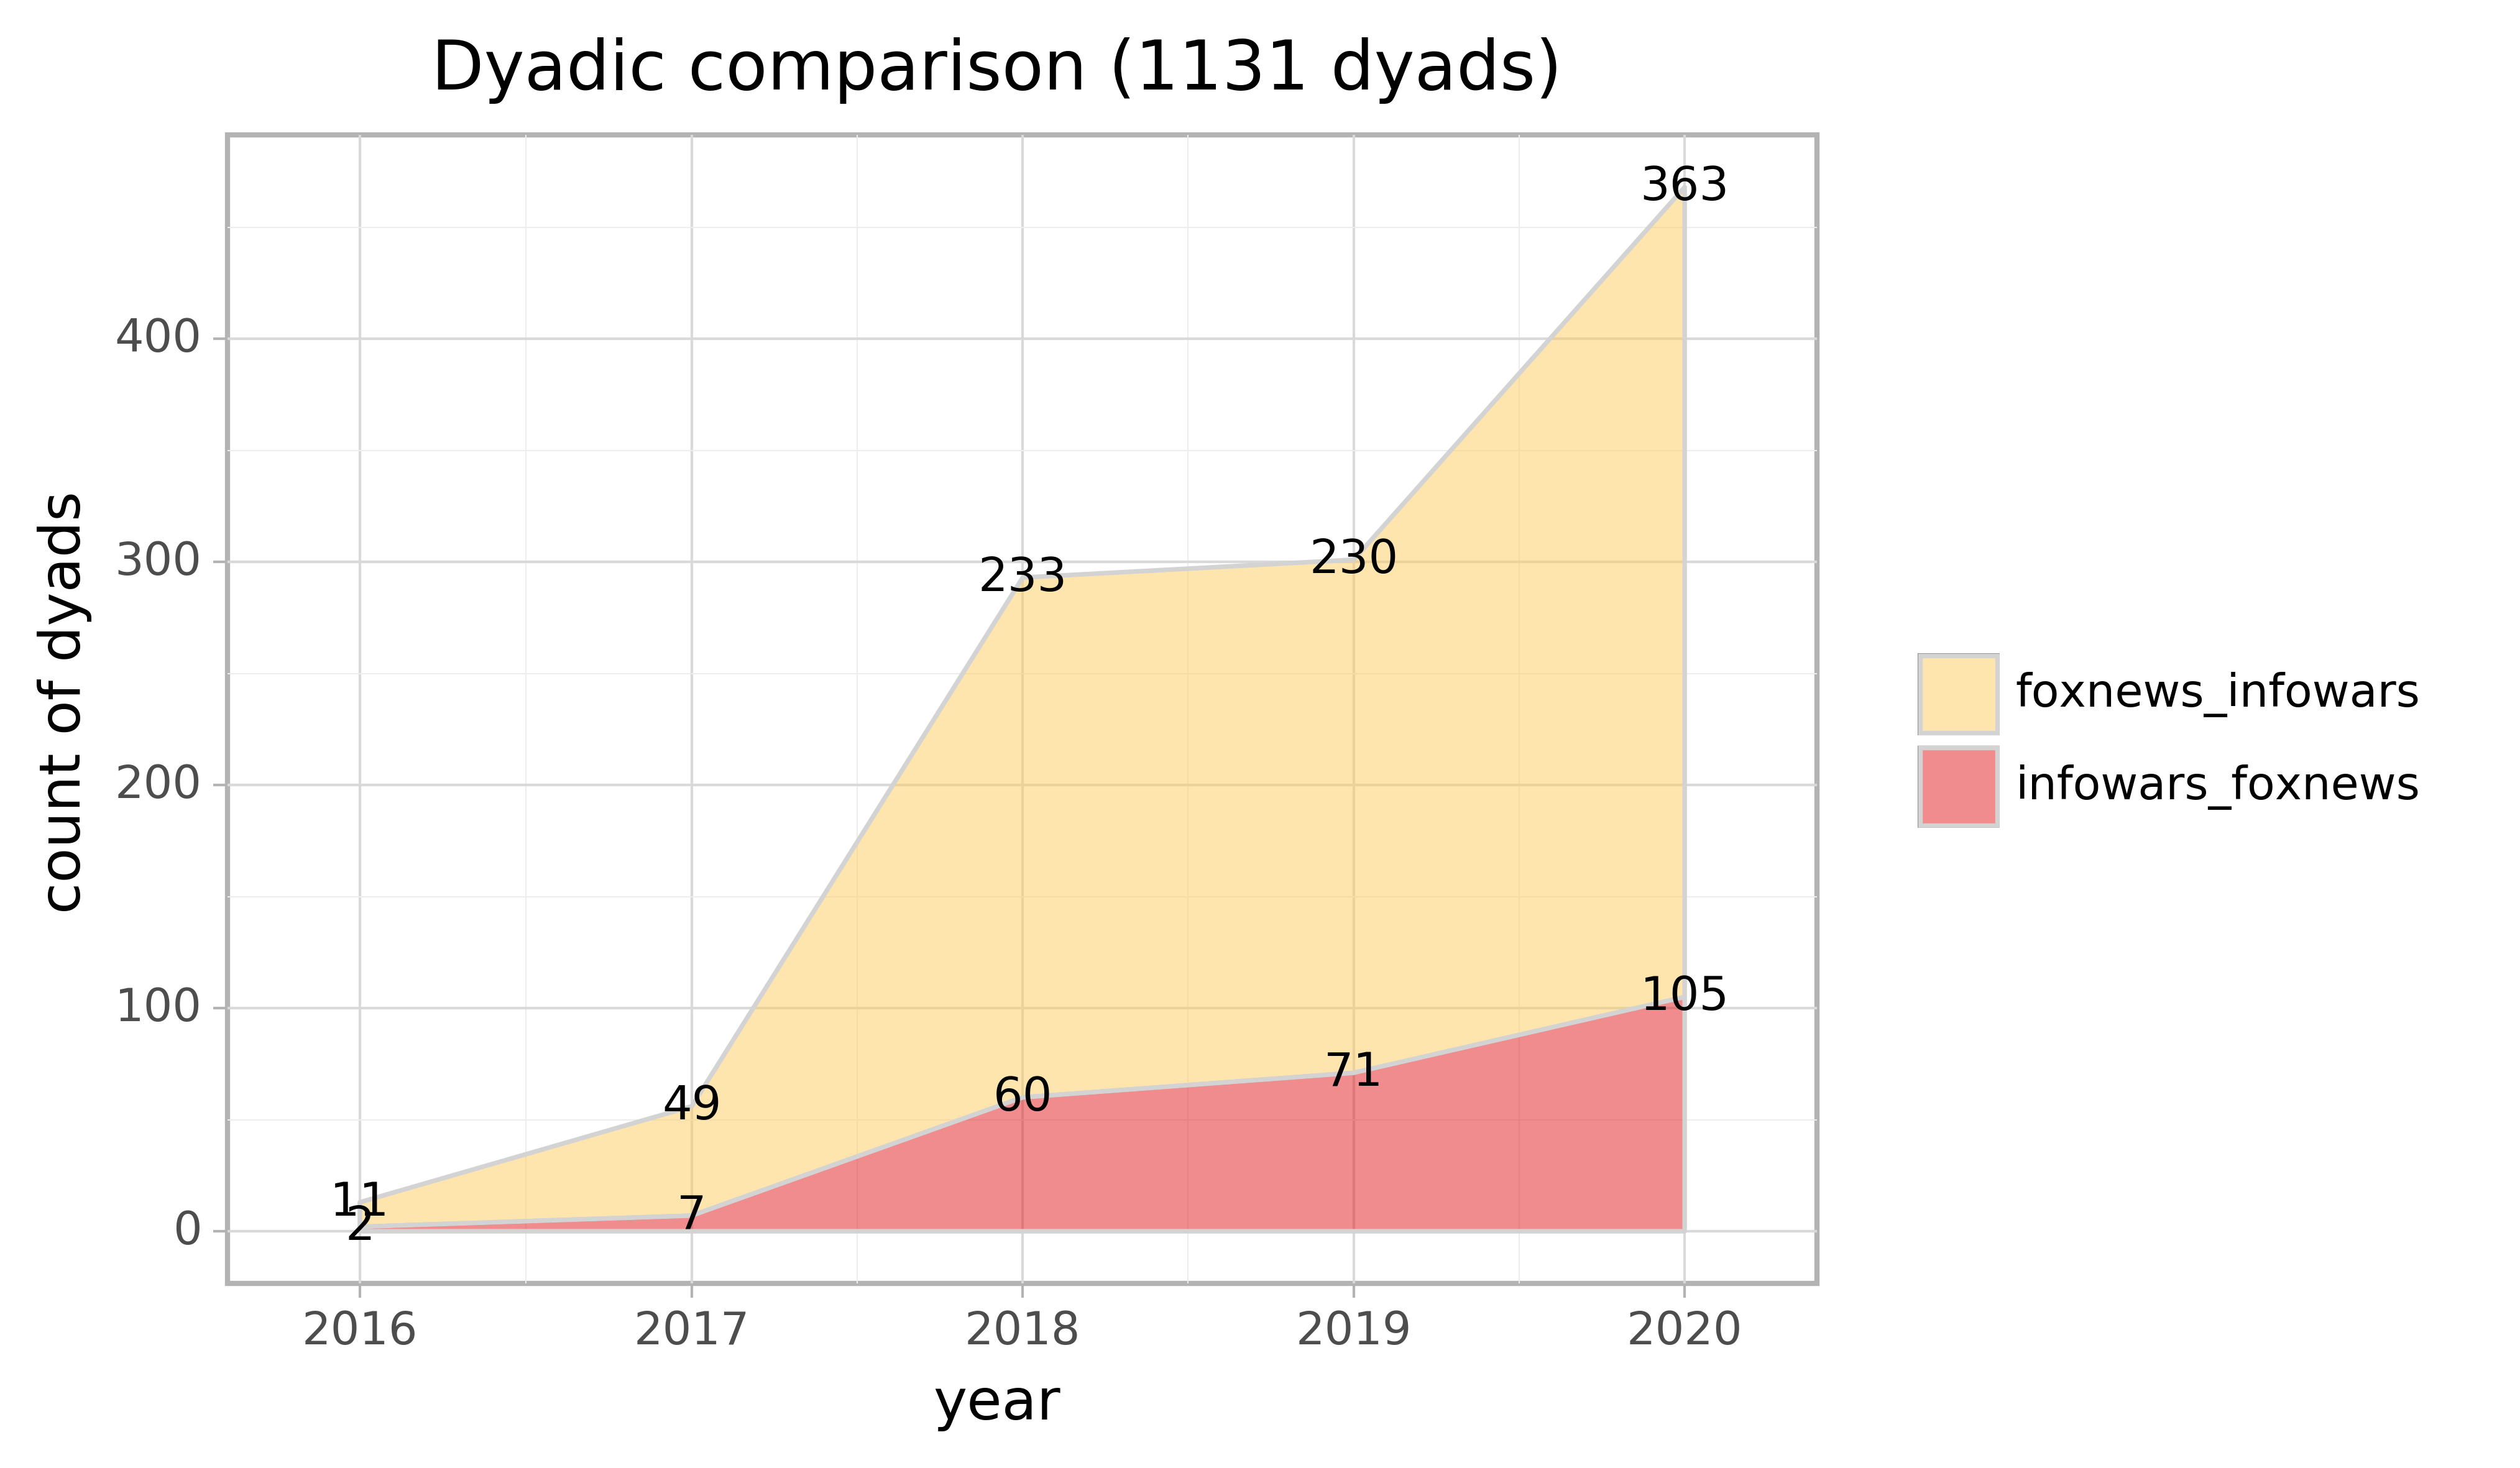 Dyadic comparison (1131 dyads)
count of dyads
400
300
200
100
0
363
233
230
105
71
60
49
7
11
2
2016 2017 2018 2019 2020
year
foxnews_infowars
infowars_foxnews